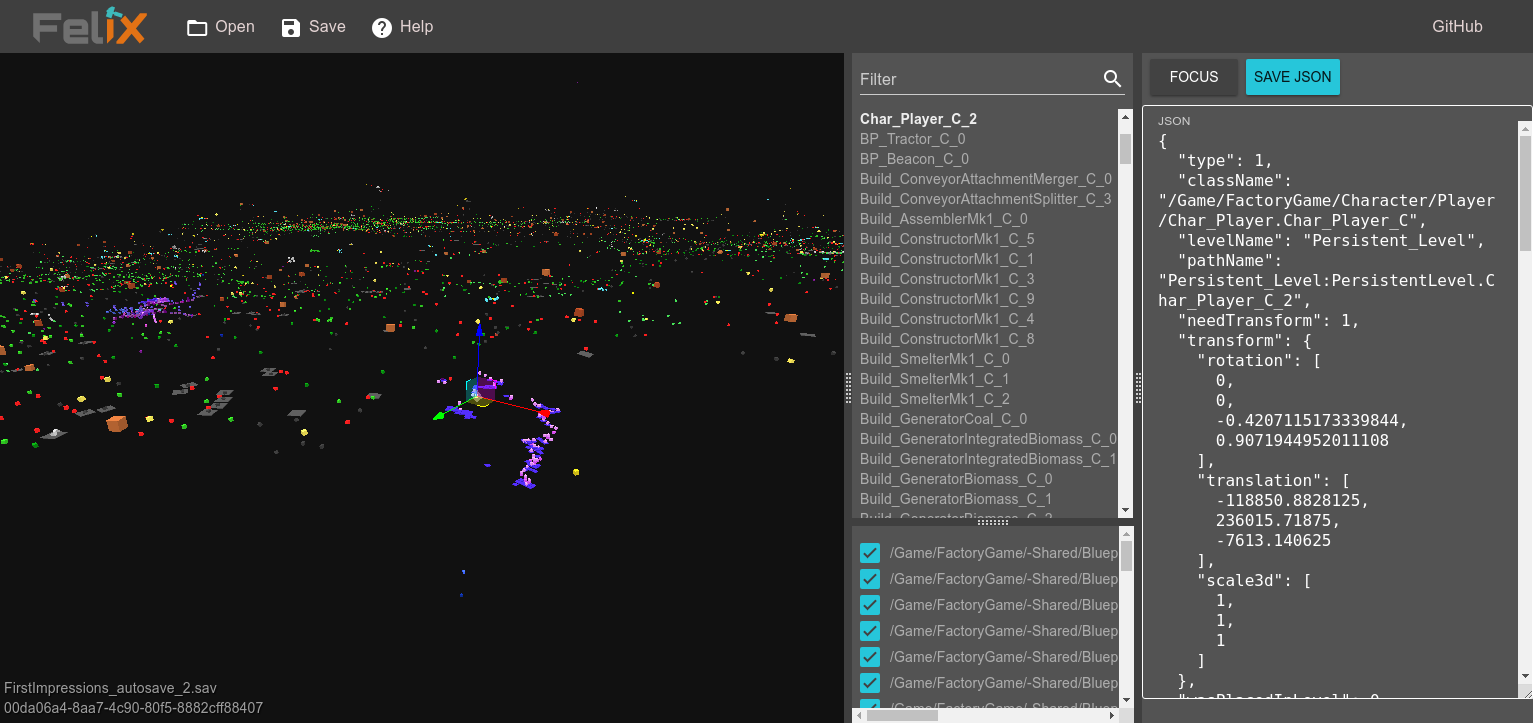 Felix
Open
Save
Help
GitHub
Filter
Char_Player_C_2
BP_Tractor_C_0
BP_Beacon_C_0
Build_ConveyorAttachmentMerger_C_0
Build_ConveyorAttachmentSplitter_C_3
Build_AssemblerMk1_C_0
Build_ConstructorMk1_C_5
Build_ConstructorMk1_C_1
Build_ConstructorMk1_C_3
Build_ConstructorMk1_C_9
Build_ConstructorMk1_C_4
Build_ConstructorMk1_C_8
Build_SmelterMk1_C_0
Build_SmelterMk1_C_1
Build_SmelterMk1_C_2
Build_GeneratorCoal_C_0
Build_GeneratorIntegratedBiomass_C_0
Build_GeneratorIntegratedBiomass_C_1
Build_GeneratorBiomass_C_0
Build_GeneratorBiomass_C_1
/Game/FactoryGame/-Shared/Bluep
/Game/FactoryGame/-Shared/Bluep
/Game/FactoryGame/-Shared/Bluep
/Game/FactoryGame/-Shared/Bluep
/Game/FactoryGame/-Shared/Bluep
/Game/FactoryGame/-Shared/Bluep
FOCUS
SAVE JSON
JSON
{
"type": 1,
"className":
"/Game/FactoryGame/Character/Player
/Char_Player.Char_Player_C",
"levelName": "Persistent_Level",
"pathName":
"Persistent_Level:PersistentLevel.C
har_Player_C_2",
"needTransform": 1,
"transform": {
"rotation": [
0,
0,
-0.4207115173339844,
0.9071944952011108
],
"translation": [
-118850.8828125,
236015.71875,
-7613.140625
],
"scale3d": [
1,
1,
1
]
},
FirstImpressions_autosave_2.sav
00da06a4-8aa7-4c90-80f5-8882cff88407